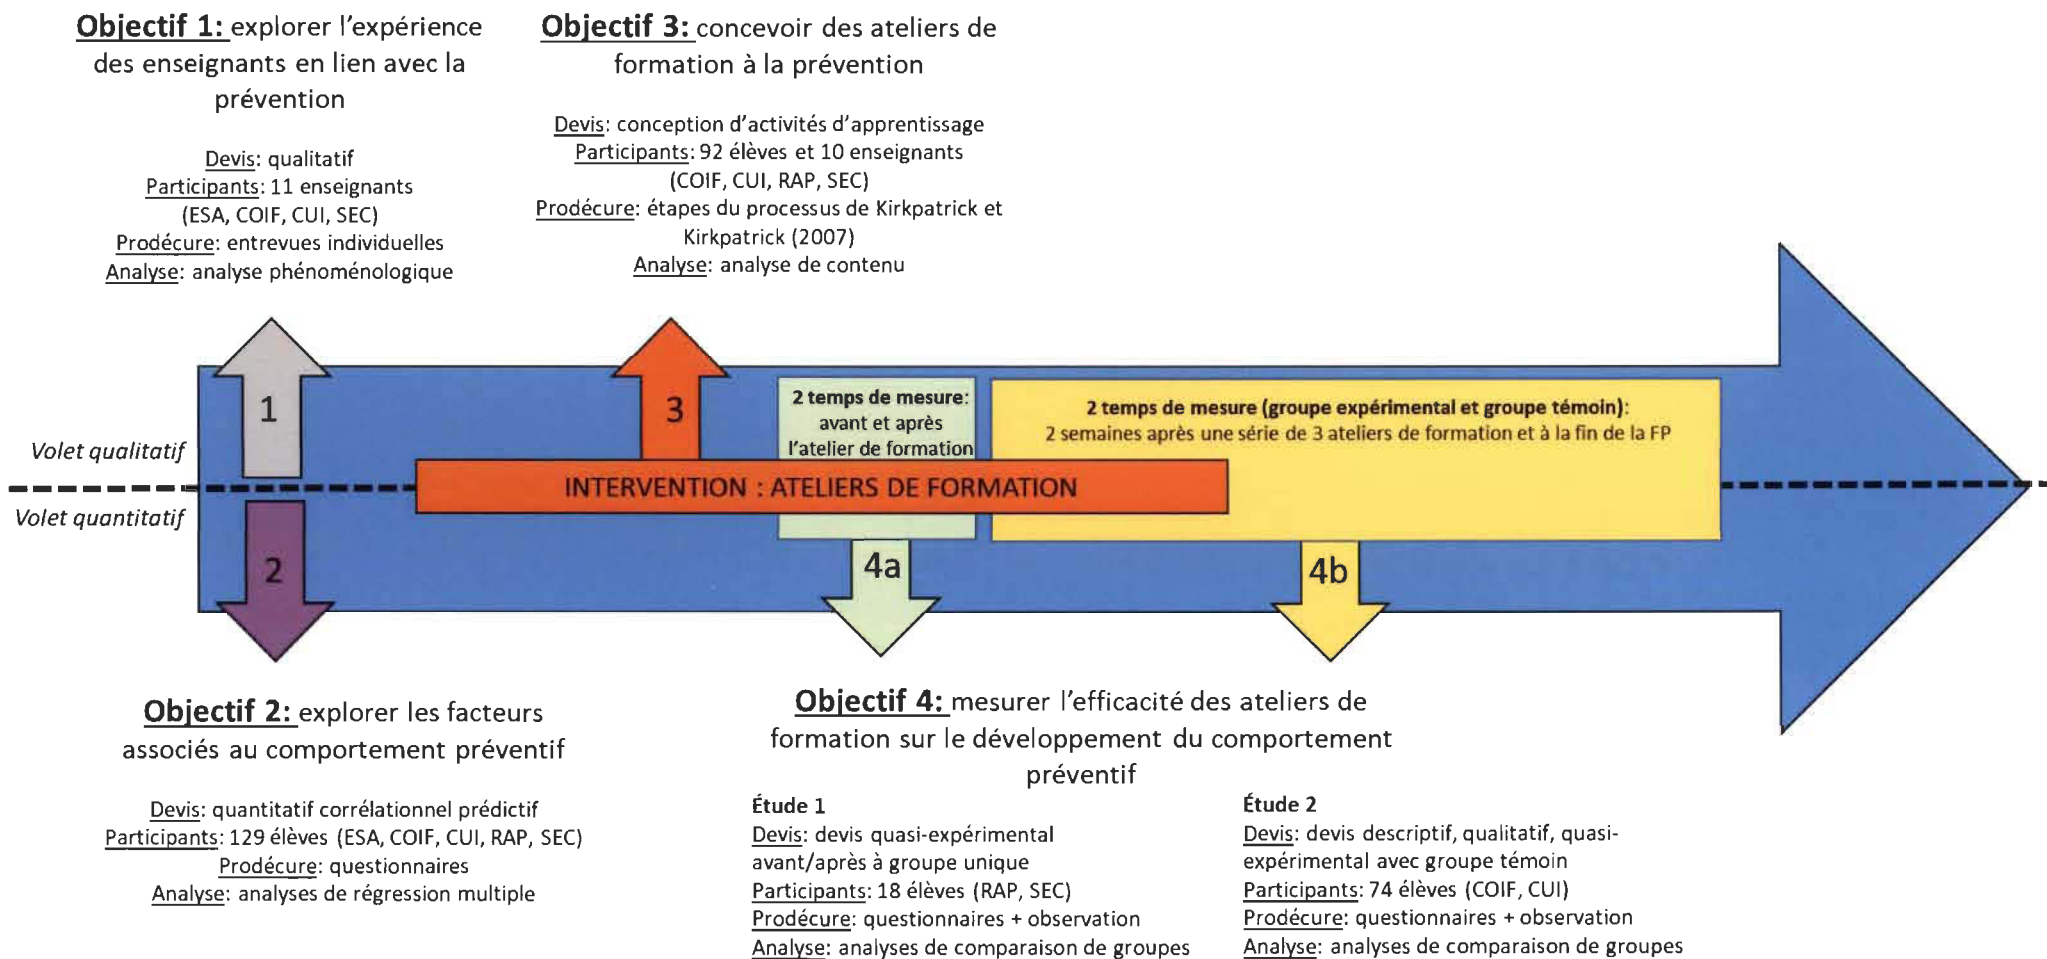 Objectif 1: explorer l'expérience
des enseignants en lien avec la
prévention
Devis: qualitatif
Participants: 11 enseignants
(ESA, COIF, CUI, SEC)
Prodécure: entrevues individuelles
Analyse: analyse phénoménologique
Objectif 3: concevoir des ateliers de
formation à la prévention
Devis: conception d'activités d'apprentissage
Participants: 92 élèves et 10 enseignants
(COIF, CUI, RAP, SEC)
Prodécure: étapes du processus de Kirkpatrick et
Kirkpatrick (2007)
Analyse: analyse de contenu
1
3
2 temps de mesure:
avant et après
l'atelier de formation
2 temps de mesure (groupe expérimental et groupe témoin):
2 semaines après une série de 3 ateliers de formation et à la fin de la FP
Volet qualitatif
INTERVENTION : ATELIERS DE FORMATION
Volet quantitatif
2
4a
4b
Objectif 2: explorer les facteurs
associés au comportement préventif
Devis: quantitatif corrélationnel prédictif
Participants: 129 élèves (ESA, COIF, CUI, RAP, SEC)
Prodécure: questionnaires
Analyse: analyses de régression multiple
Objectif 4: mesurer l'efficacité des ateliers de
formation sur le développement du comportement
préventif
Étude 1
Devis: devis quasi-expérimental
avant/après à groupe unique
Participants: 18 élèves (RAP, SEC)
Prodécure: questionnaires + observation
Analyse: analyses de comparaison de groupes
Étude 2
Devis: devis descriptif, qualitatif, quasi-
expérimental avec groupe témoin
Participants: 74 élèves (COIF, CUI)
Prodécure: questionnaires + observation
Analyse: analyses de comparaison de groupes